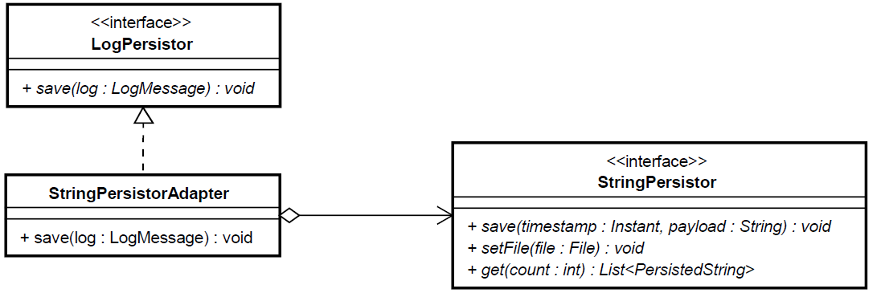 <<interface>>
LogPersistor
+ save(log : LogMessage) : void
StringPersistorAdapter
+ save(log : LogMessage) : void
<<interface>>
StringPersistor
+ save(timestamp : Instant, payload : String) : void
+ setFile(file : File) : void
+ get(count : int) : List<PersistedString>